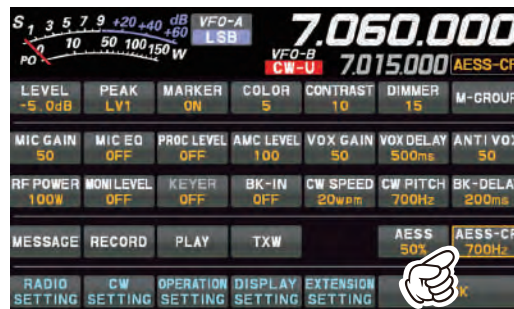 S 1 3 5 7 9 +20 +40 +60 dB VFO-A 7.060.000
LSB
PO 0 10 50 100 150 W
VFO-B 7.015.000 AESS-CF
CW-U
LEVEL PEAK MARKER COLOR CONTRAST DIMMER M-GROUP
-5.0dB LV1 ON 5 10 15
MIC GAIN MIC EQ PROC LEVEL AMC LEVEL VOX GAIN VOX DELAY ANTI VOX
50 OFF OFF 100 50 500ms 50
RF POWER MONI LEVEL KEYER BK-IN CW SPEED CW PITCH BK-DELA
100W OFF OFF OFF 20wpm 700Hz 200ms
MESSAGE RECORD PLAY TXW AESS AESS-CF
50% 700Hz
RADIO CW OPERATION DISPLAY EXTENSION
SETTING SETTING SETTING SETTING SETTING K